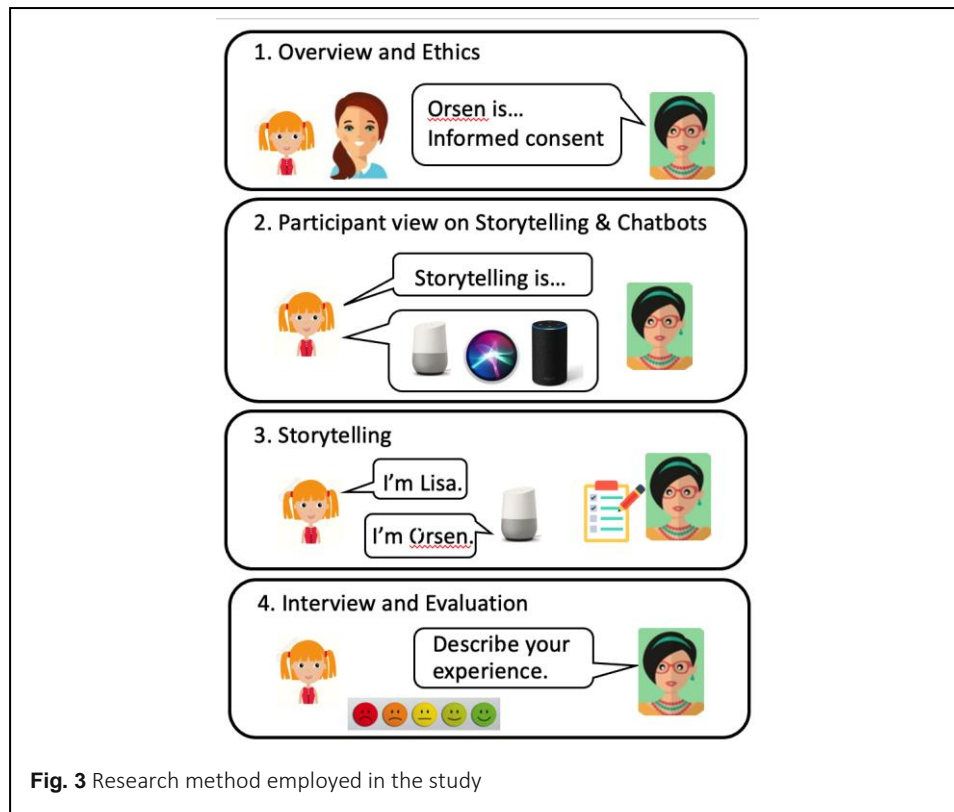 1. Overview and Ethics
Orsen is...
Informed consent
2. Participant view on Storytelling & Chatbots
Storytelling is...
3. Storytelling
I'm Lisa.
I'm Orsen.
4. Interview and Evaluation
Describe your
experience.
Fig. 3 Research method employed in the study